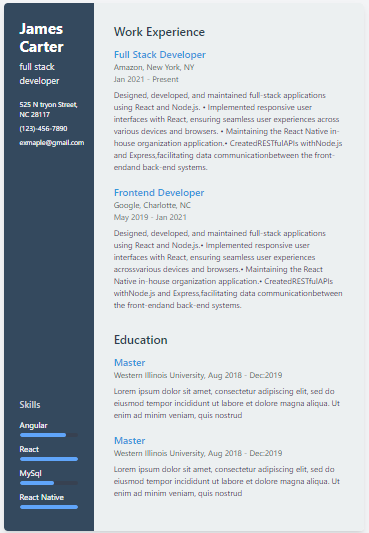 James
Carter
full stack
developer
525 N tryon Street,
NC 28117
(123)-456-7890
exmaple@gmail.com
Skills
Angular
React
MySql
React Native
Work Experience
Full Stack Developer
Amazon, New York, NY
Jan 2021 - Present
Designed, developed, and maintained full-stack applications
using React and Node.js. • Implemented responsive user
interfaces with React, ensuring seamless user experiences across
various devices and browsers. • Maintaining the React Native in-
house organization application.• CreatedRESTfulAPIs withNode.js
and Express,facilitating data communicationbetween the front-
endand back-end systems.
Frontend Developer
Google, Charlotte, NC
May 2019 - Jan 2021
Designed, developed, and maintained full-stack applications
using React and Node.js.• Implemented responsive user
interfaces with React, ensuring seamless user experiences
acrossvarious devices and browsers.• Maintaining the React
Native in-house organization application.• CreatedRESTfulAPIs
withNode.js and Express,facilitating data communicationbetween
the front-endand back-end systems.
Education
Master
Western Illinois University, Aug 2018 - Dec:2019
Lorem ipsum dolor sit amet, consectetur adipiscing elit, sed do
eiusmod tempor incididunt ut labore et dolore magna aliqua. Ut
enim ad minim veniam, quis nostrud
Master
Western Illinois University, Aug 2018 - Dec:2019
Lorem ipsum dolor sit amet, consectetur adipiscing elit, sed do
eiusmod tempor incididunt ut labore et dolore magna aliqua. Ut
enim ad minim veniam, quis nostrud